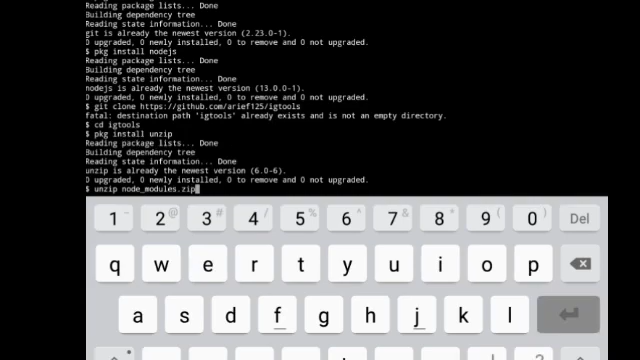 Reading package lists... Done
Building dependency tree
Reading state information... Done
git is already the newest version (2.23.0-1).
0 upgraded, 0 newly installed, 0 to remove and 0 not upgraded.
$ pkg install nodejs
Reading package lists... Done
Building dependency tree
Reading state information... Done
nodejs is already the newest version (13.0.0-1).
0 upgraded, 0 newly installed, 0 to remove and 0 not upgraded.
$ git clone https://github.com/arief125/igtools
fatal: destination path 'igtools' already exists and is not an empty directory.
$ cd igtools
$ pkg install unzip
Reading package lists... Done
Building dependency tree
Reading state information... Done
unzip is already the newest version (6.0-6).
0 upgraded, 0 newly installed, 0 to remove and 0 not upgraded.
$ unzip node_modules.zip
1 ~ 2 @ 3 # 4 / 5 % 6 ^ 7 & 8 * 9 ( 0 ) Del
q w e r t y u i o p
a s d f g h j k l